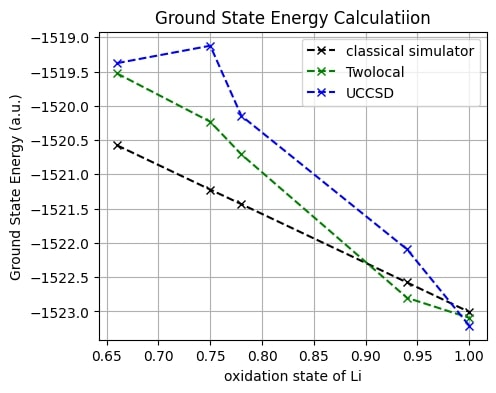 Ground State Energy Calculatiion
classical simulator
Twolocal
UCCSD
Ground State Energy (a.u.)
−1519.0
−1519.5
−1520.0
−1520.5
−1521.0
−1521.5
−1522.0
−1522.5
−1523.0
0.65 0.70 0.75 0.80 0.85 0.90 0.95 1.00
oxidation state of Li